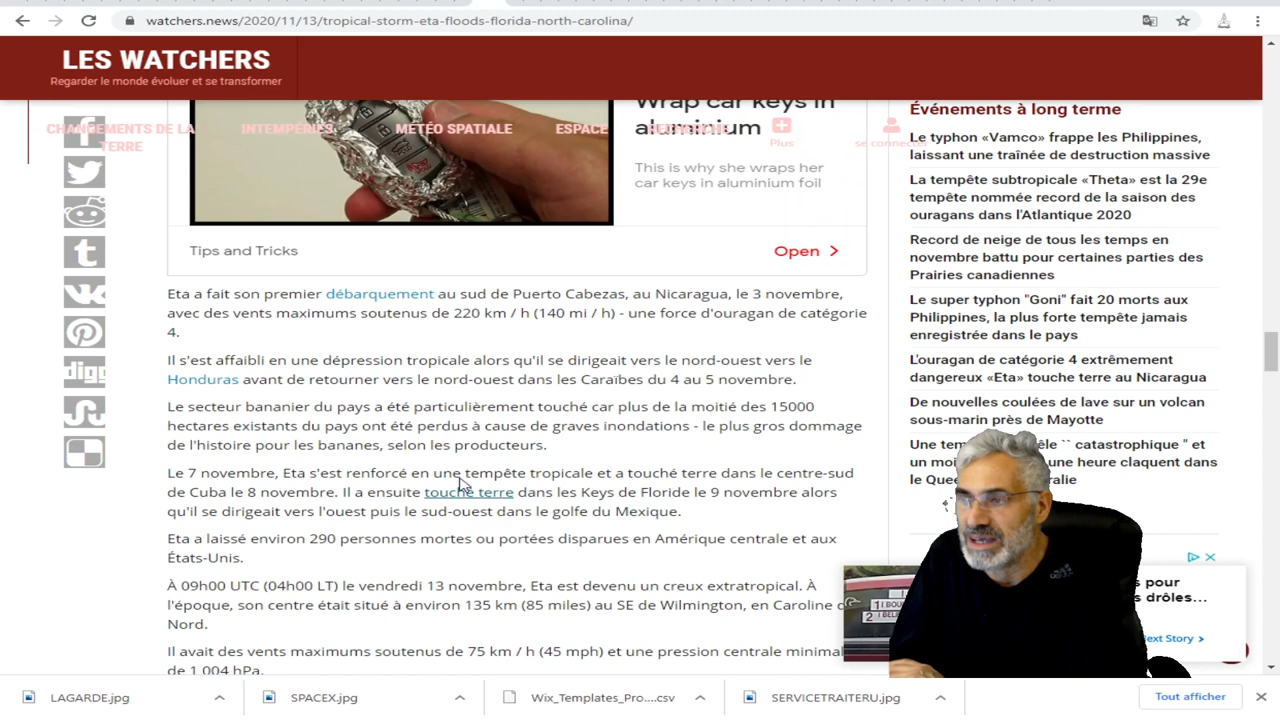 watchers.news/2020/11/13/tropical-storm-eta-floods-florida-north-carolina/
LES WATCHERS
Regarder le monde évoluer et se transformer
CHANGEMENTS DE LA
TERRE
INTEMPÉRIES
METÉO SPATIALE
ESPACE
Plus
se connecter
Wrap car keys in
aluminium
This is why she wraps her
car keys in aluminium foil
Tips and Tricks
Open
digg
Eta a fait son premier débarquement au sud de Puerto Cabezas, au Nicaragua, le 3 novembre,
avec des vents maximums soutenus de 220 km / h (140 mi / h) - une force d'ouragan de catégorie
4.
Il s'est affaibli en une dépression tropicale alors qu'il se dirigeait vers le nord-ouest vers le
Honduras avant de retourner vers le nord-ouest dans les Caraïbes du 4 au 5 novembre.
Le secteur bananier du pays a été particulièrement touché car plus de la moitié des 15000
hectares existants du pays ont été perdus à cause de graves inondations - le plus gros dommage
de l'histoire pour les bananes, selon les producteurs.
Le 7 novembre, Eta s'est renforcé en une tempête tropicale et a touché terre dans le centre-sud
de Cuba le 8 novembre. Il a ensuite touché terre dans les Keys de Floride le 9 novembre alors
qu'il se dirigeait vers l'ouest puis le sud-ouest dans le golfe du Mexique.
Eta a laissé environ 290 personnes mortes ou portées disparues en Amérique centrale et aux
États-Unis.
À 09h00 UTC (04h00 LT) le vendredi 13 novembre, Eta est devenu un creux extratropical. À
l'époque, son centre était situé à environ 135 km (85 miles) au SE de Wilmington, en Caroline
Nord.
Il vait des vents maximums soutenus de 75 km / h (45 mph) et une pression centrale minimal
de 1 004 hPa.
Événements à long terme
Le typhon «Vamco» frappe les Philippines,
laissant une traînée de destruction massive
La tempête subtropicale «Theta» est la 29e
tempête nommée record de la saison des
ouragans dans l'Atlantique 2020
Record de neige de tous les temps en
novembre battu pour certaines parties des
Prairies canadiennes
Le super typhon "Goni" fait 20 morts aux
Philippines, la plus forte tempête jamais
enregistrée dans le pays
L'ouragan de catégorie 4 extrêmement
dangereux «Eta» touche terre au Nicaragua
De nouvelles coulées de lave sur un volcan
sous-marin près de Mayotte
Une catastrophique " et
un une heure claquent dans
le
s pour
s drôles...
Next Story >
LAGARDE.jpg
SPACEX.jpg
Wix_Templates_Pro....csv
SERVICETRAITERU.jpg
Tout afficher